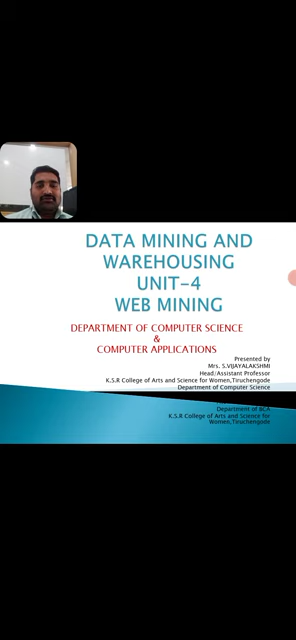 DATA MINING AND
WAREHOUSING
UNIT-4
WEB MINING
DEPARTMENT OF COMPUTER SCIENCE
&
COMPUTER APPLICATIONS
Presented by
Mrs. S.VIJAYALAKSHMI
Head/Assistant Professor
K.S.R College of Arts and Science for Women,Tiruchengode
Department of Computer Science
Department of BCA
K.S.R College of Arts and Science for
Women,Tiruchengode